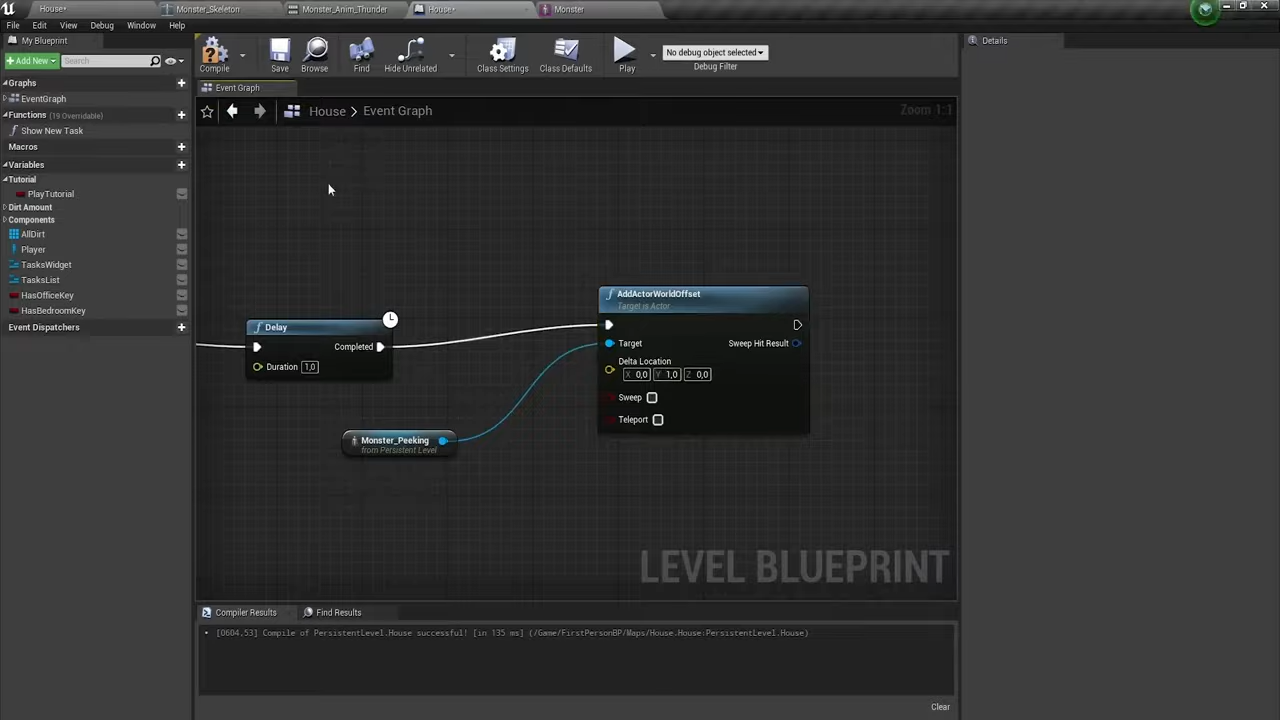 House*
Monster_Skeleton
Monster_Anim_Thunder
House*
Monster
File Edit View Debug Window Help
My Blueprint
Add New
Search
Compile
Save
Browse
Find
Hide Unrelated
Class Settings
Class Defaults
Play
No debug object selected
Debug Filter
Details
Graphs
EventGraph
Functions (19 Overridable)
Show New Task
Macros
Variables
Tutorial
PlayTutorial
Dirt Amount
Components
AllDirt
Player
TasksWidget
TasksList
HasOfficeKey
HasBedroomKey
Event Dispatchers
Event Graph
House > Event Graph
Zoom 1:1
Delay
Completed
Duration 1,0
Monster_Peeking
from Persistent Level
AddActorWorldOffset
Target is Actor
Target
Sweep Hit Result
Delta Location
X 0,0 Y 1,0 Z 0,0
Sweep
Teleport
LEVEL BLUEPRINT
Compiler Results
Find Results
[0604.53] Compile of PersistentLevel.House successful! [in 135 ms] (/Game/FirstPersonBP/Maps/House.House:PersistentLevel.House)
Clear